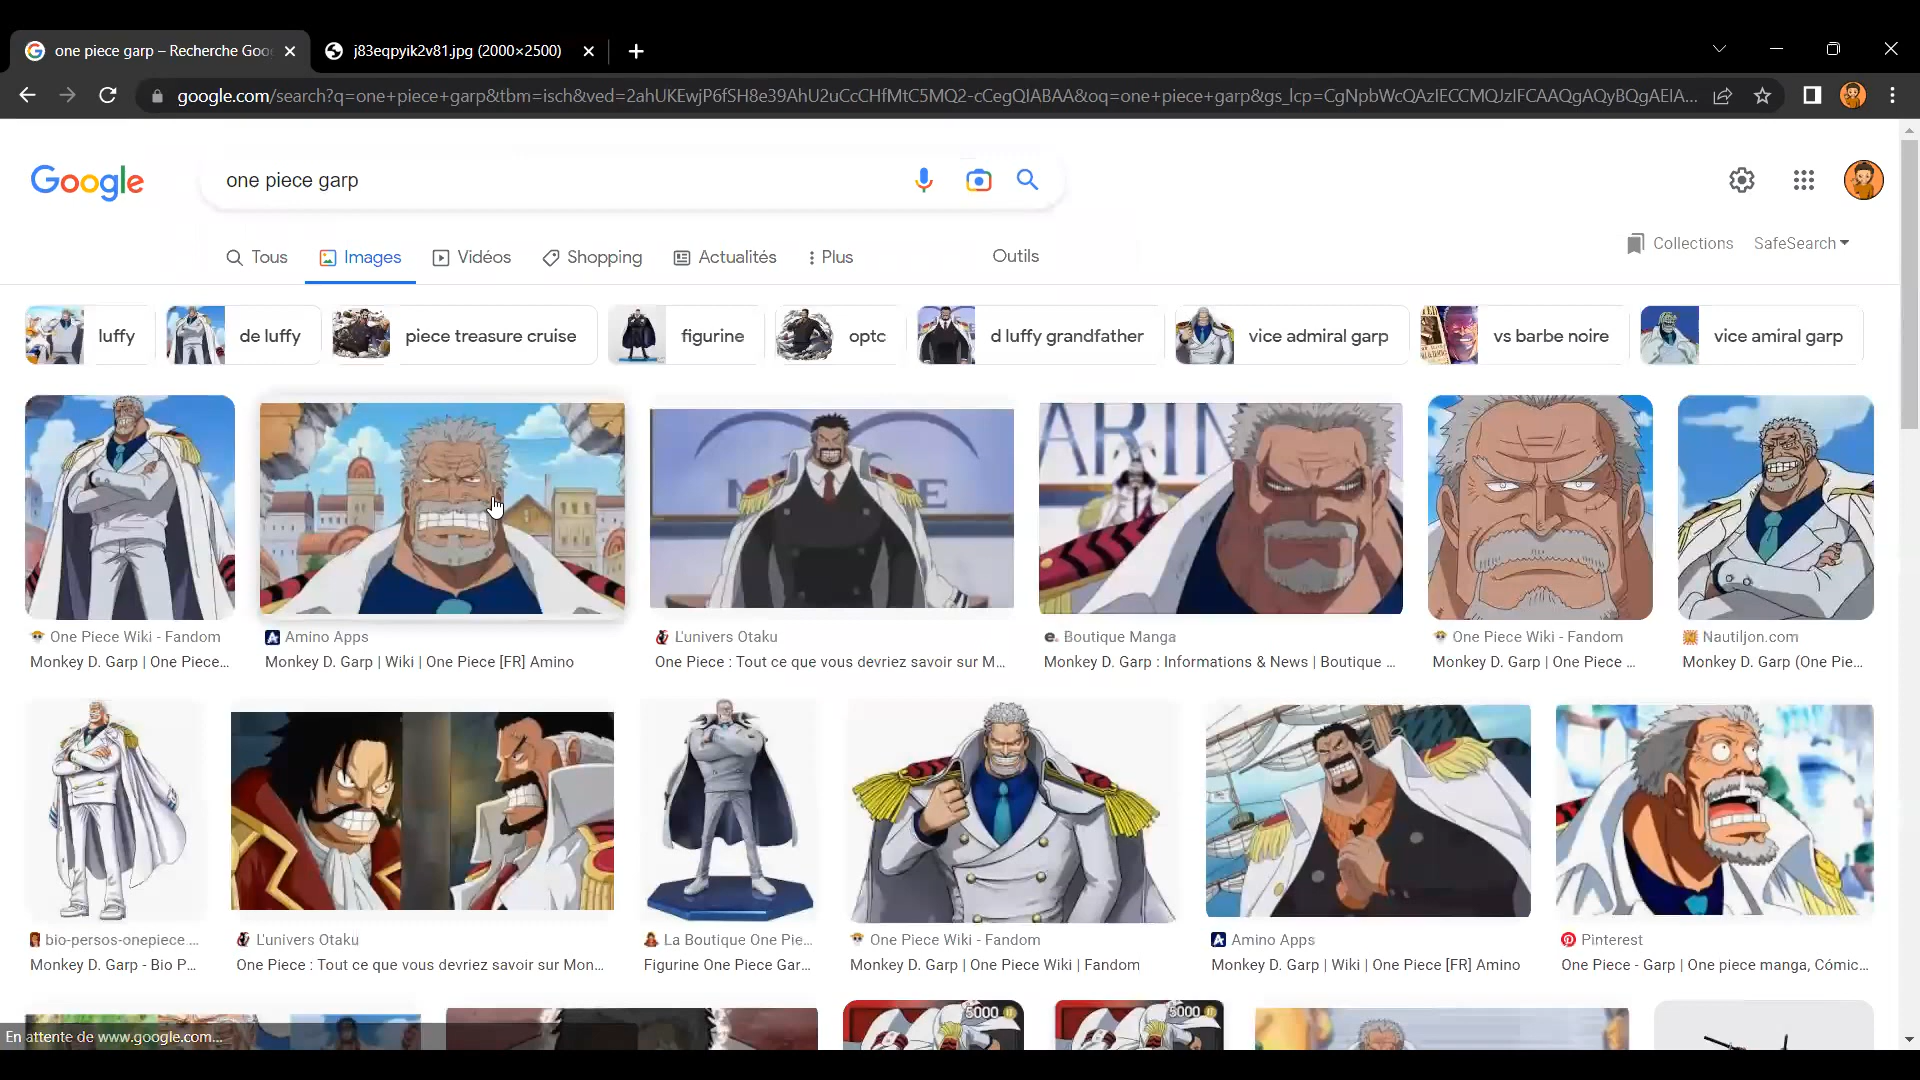 one piece garp – Recherche Goo
j83eqpyik2v81.jpg (2000×2500)
google.com/search?q=one+piece+garp&tbm=isch&ved=2ahUKEwjP6fSH8e39AhU2uCcCHfMtC5MQ2-cCegQIABAA&oq=one+piece+garp&gs_lcp=CgNpbWcQAzIECCMQJzIFCAAQgAQyBQgAEIA...
Google
one piece garp
Tous Images Vidéos Shopping Actualités Plus Outils
Collections SafeSearch
luffy
de luffy
piece treasure cruise
figurine
optc
d luffy grandfather
vice admiral garp
vs barbe noire
vice amiral garp
One Piece Wiki - Fandom
Monkey D. Garp | One Piece...
Amino Apps
Monkey D. Garp | Wiki | One Piece [FR] Amino
L'univers Otaku
One Piece : Tout ce que vous devriez savoir sur M...
ARIN
Boutique Manga
Monkey D. Garp : Informations & News | Boutique ...
One Piece Wiki - Fandom
Monkey D. Garp | One Piece ...
Nautiljon.com
Monkey D. Garp (One Pie...
bio-persos-onepiece....
Monkey D. Garp - Bio P...
L'univers Otaku
One Piece : Tout ce que vous devriez savoir sur Mon...
La Boutique One Pie...
Figurine One Piece Gar...
One Piece Wiki - Fandom
Monkey D. Garp | One Piece Wiki | Fandom
Amino Apps
Monkey D. Garp | Wiki | One Piece [FR] Amino
Pinterest
One Piece - Garp | One piece manga, Cómic...
5000
5000
En attente de www.google.com...